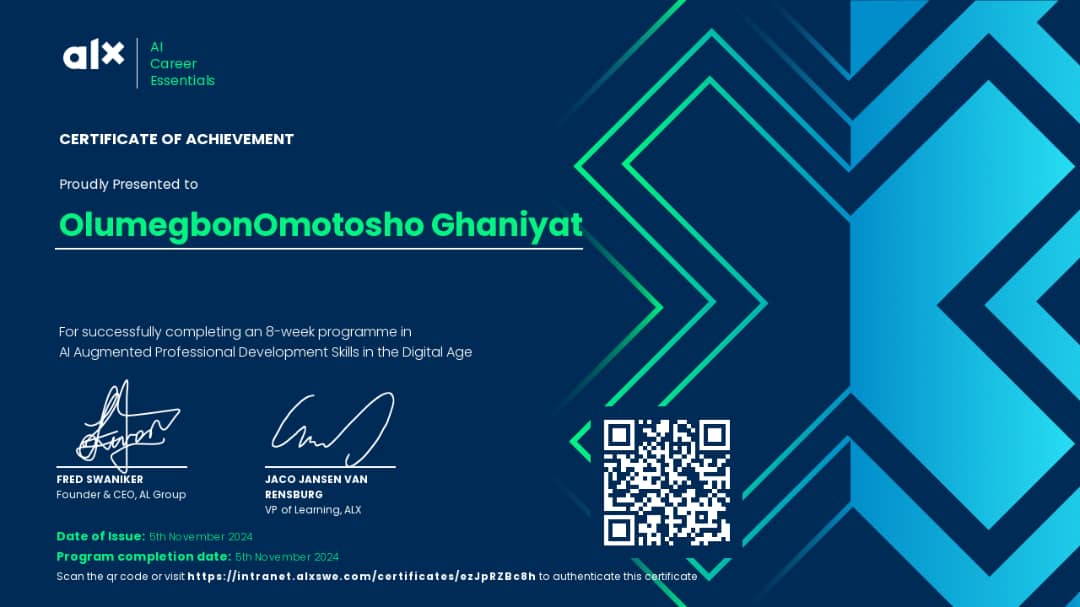 alx
AI
Career
Essentials
CERTIFICATE OF ACHIEVEMENT
Proudly Presented to
OlumegbonOmotosho Ghaniyat
For successfully completing an 8-week programme in
AI Augmented Professional Development Skills in the Digital Age
FRED SWANIKER
Founder & CEO, AL Group
JACO JANSEN VAN
RENSBURG
VP of Learning, ALX
Date of Issue: 5th November 2024
Program completion date: 5th November 2024
Scan the qr code or visit https://intranet.alxswe.com/certificates/ezJpRZBc8h to authenticate this certificate